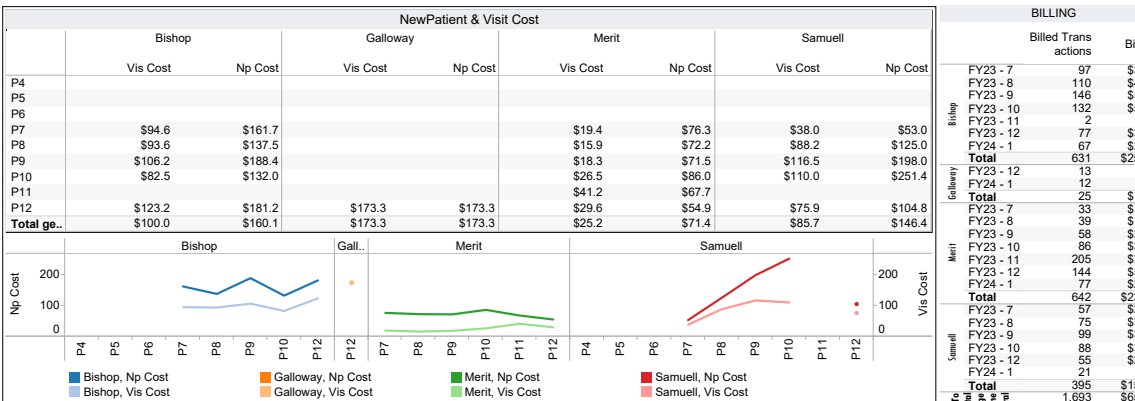 NewPatient & Visit Cost
Bishop Galloway Merit Samuell
Vis Cost Np Cost Vis Cost Np Cost Vis Cost Np Cost Vis Cost Np Cost
P4
P5
P6
P7 $94.6 $161.7 $19.4 $76.3 $38.0 $53.0
P8 $93.6 $137.5 $15.9 $72.2 $88.2 $125.0
P9 $106.2 $188.4 $18.3 $71.5 $116.5 $198.0
P10 $82.5 $132.0 $26.5 $86.0 $110.0 $251.4
P11 $41.2 $67.7
P12 $123.2 $181.2 $173.3 $173.3 $29.6 $54.9 $75.9 $104.8
Total ge.. $100.0 $160.1 $173.3 $173.3 $25.2 $71.4 $85.7 $146.4
Bishop Gall.. Merit Samuell
Np Cost
200
100
0
200
100
0
Vis Cost
P4 P5 P6 P7 P8 P9 P10 P11 P12 P12 P7 P8 P9 P10 P11 P12 P4 P5 P6 P7 P8 P9 P10 P11 P12
Bishop, Np Cost Galloway, Np Cost Merit, Np Cost Samuell, Np Cost
Bishop, Vis Cost Galloway, Vis Cost Merit, Vis Cost Samuell, Vis Cost
BILLING
Billed Trans
actions Bi
Bishop
FY23 - 7 97 $
FY23 - 8 110 $
FY23 - 9 146 $
FY23 - 10 132 $
FY23 - 11 2
FY23 - 12 77 $
FY24 - 1 67 $
Total 631 $2
Galloway
FY23 - 12 13
FY24 - 1 12
Total 25 $
Merit
FY23 - 7 33 $
FY23 - 8 39 $
FY23 - 9 58 $
FY23 - 10 86 $
FY23 - 11 205 $
FY23 - 12 144 $
FY24 - 1 77 $
Total 642 $2
Samuell
FY23 - 7 57 $
FY23 - 8 75 $
FY23 - 9 99 $
FY23 - 10 88 $
FY23 - 12 55 $
FY24 - 1 21
Total 395 $1
1,693 $6